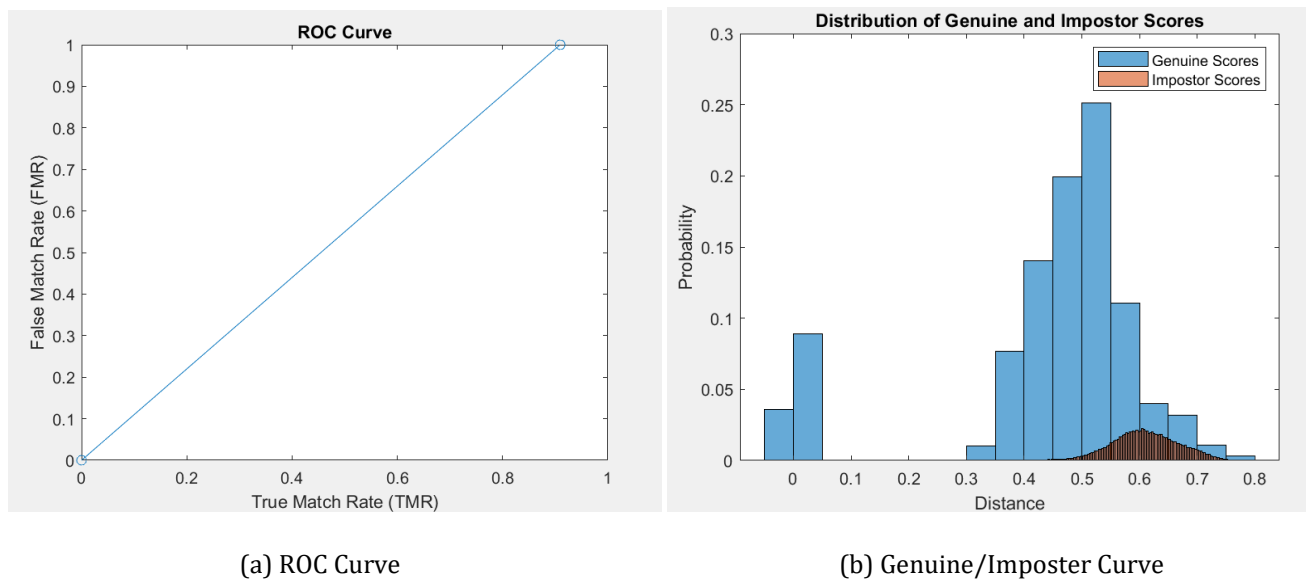 ROC Curve
1
0.9
0.8
0.7
0.6
0.5
0.4
0.3
0.2
0.1
0
False Match Rate (FMR)
0 0.2 0.4 0.6 0.8 1
True Match Rate (TMR)
(a) ROC Curve
Distribution of Genuine and Impostor Scores
0.3
0.25
0.2
0.15
0.1
0.05
0
Probability
Genuine Scores
Impostor Scores
0 0.1 0.2 0.3 0.4 0.5 0.6 0.7 0.8
Distance
(b) Genuine/Imposter Curve